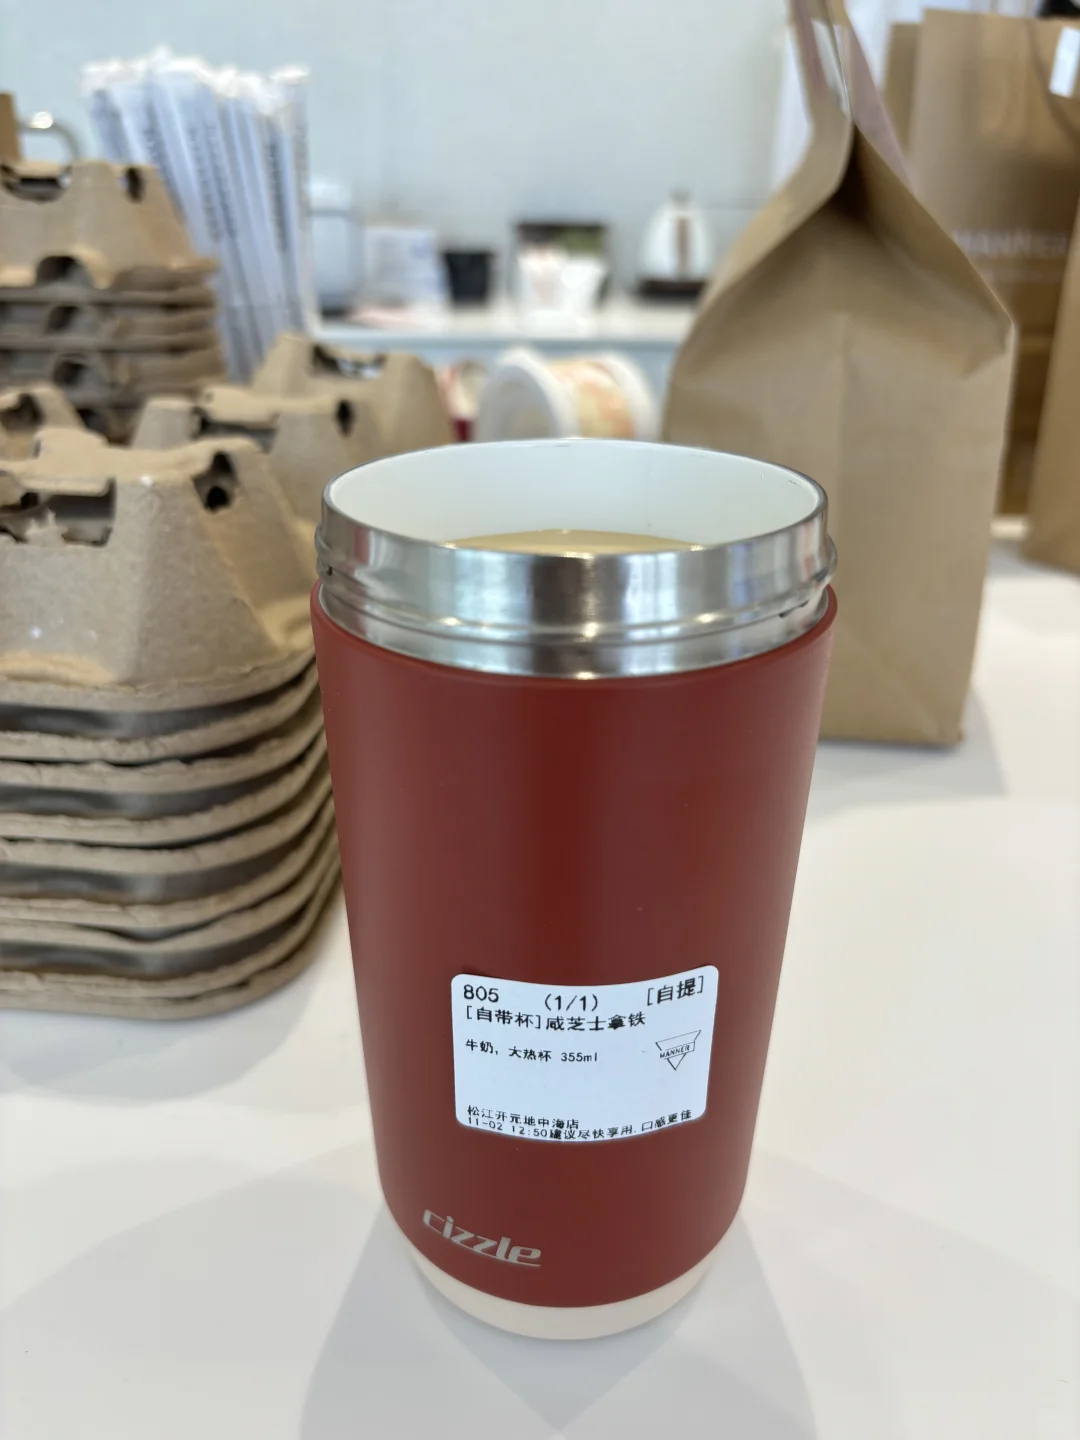 MANNER
805 (1/1) [自提]
[自带杯]咸芝士拿铁
牛奶, 大热杯 355ml
MANNER
松江开元地中海店
11-02 12:50建议尽快享用,口感更佳
cizzle